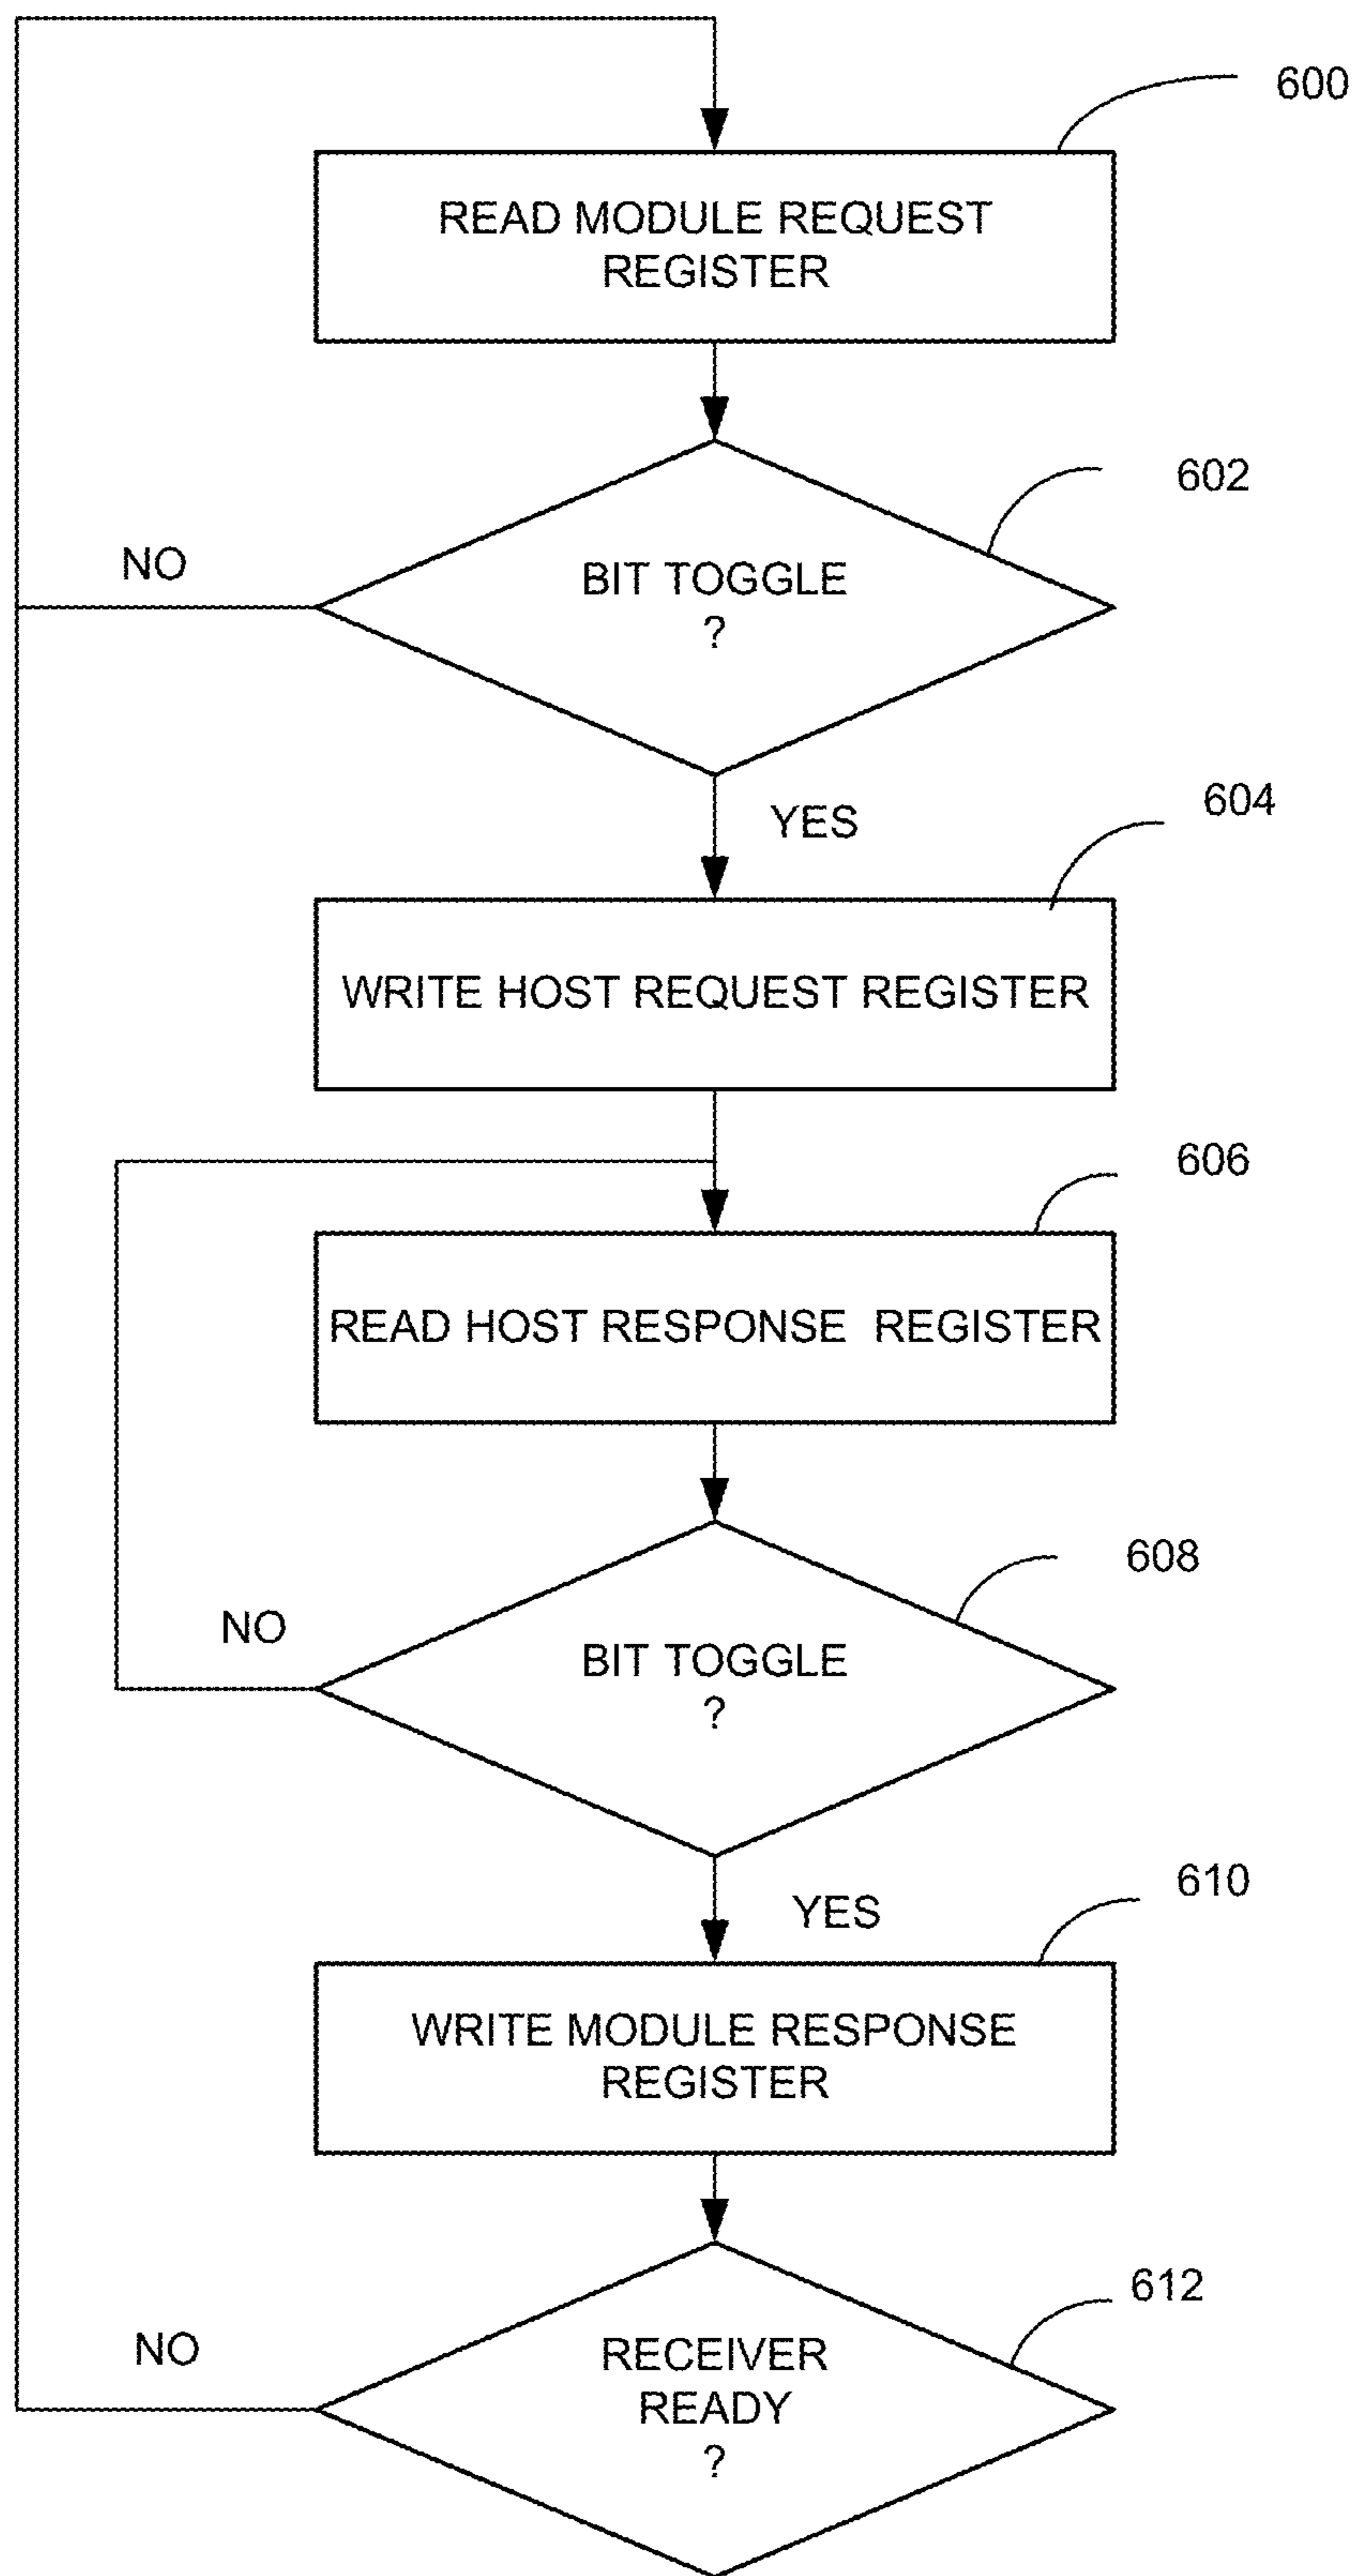 600
READ MODULE REQUEST
REGISTER
602
NO
BIT TOGGLE
?
YES
604
WRITE HOST REQUEST REGISTER
606
READ HOST RESPONSE REGISTER
608
NO
BIT TOGGLE
?
YES
610
WRITE MODULE RESPONSE
REGISTER
612
NO
RECEIVER
READY
?